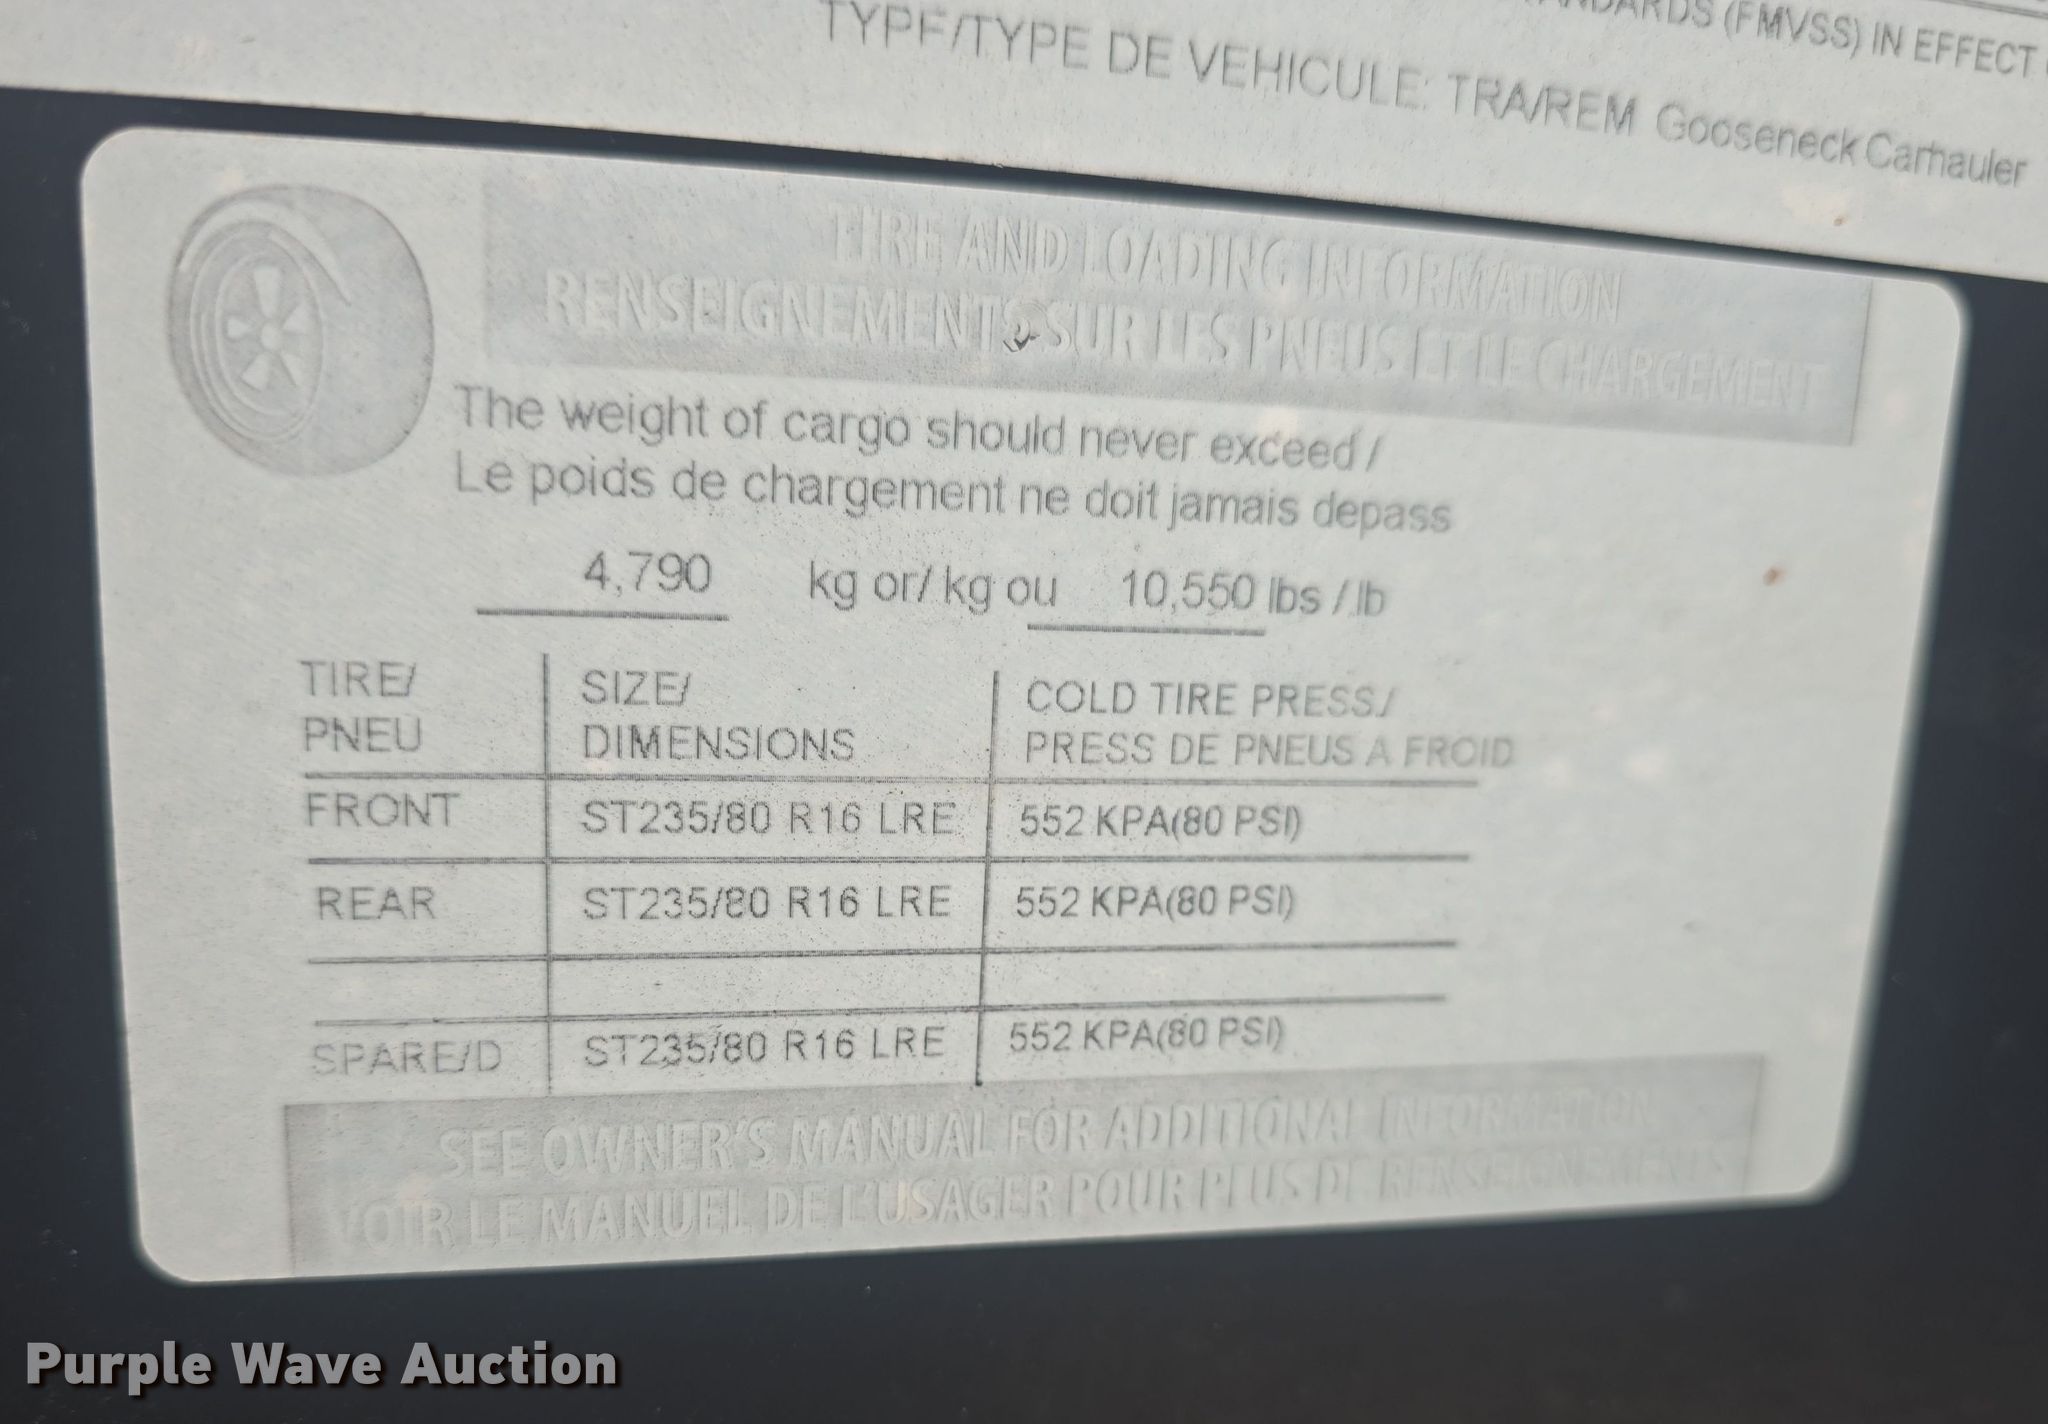 STANDARDS (FMVSS) IN EFFECT
TYPE/TYPE DE VEHICULE: TRA/REM Gooseneck Carhauler
TIRE AND LOADING INFORMATION
RENSEIGNEMENTS SUR LES PNEUS ET LE CHARGEMENT
The weight of cargo should never exceed /
Le poids de chargement ne doit jamais depass
4,790 kg or/ kg ou 10,550 lbs / lb
TIRE/ SIZE/ COLD TIRE PRESS./
PNEU DIMENSIONS PRESS DE PNEUS A FROID
FRONT ST235/80 R16 LRE 552 KPA(80 PSI)
REAR ST235/80 R16 LRE 552 KPA(80 PSI)
SPARE/D ST235/80 R16 LRE 552 KPA(80 PSI)
SEE OWNER'S MANUAL FOR ADDITIONAL INFORMATION
VOIR LE MANUEL DE L'USAGER POUR PLUS DE RENSEIGNEMENTS
Purple Wave Auction